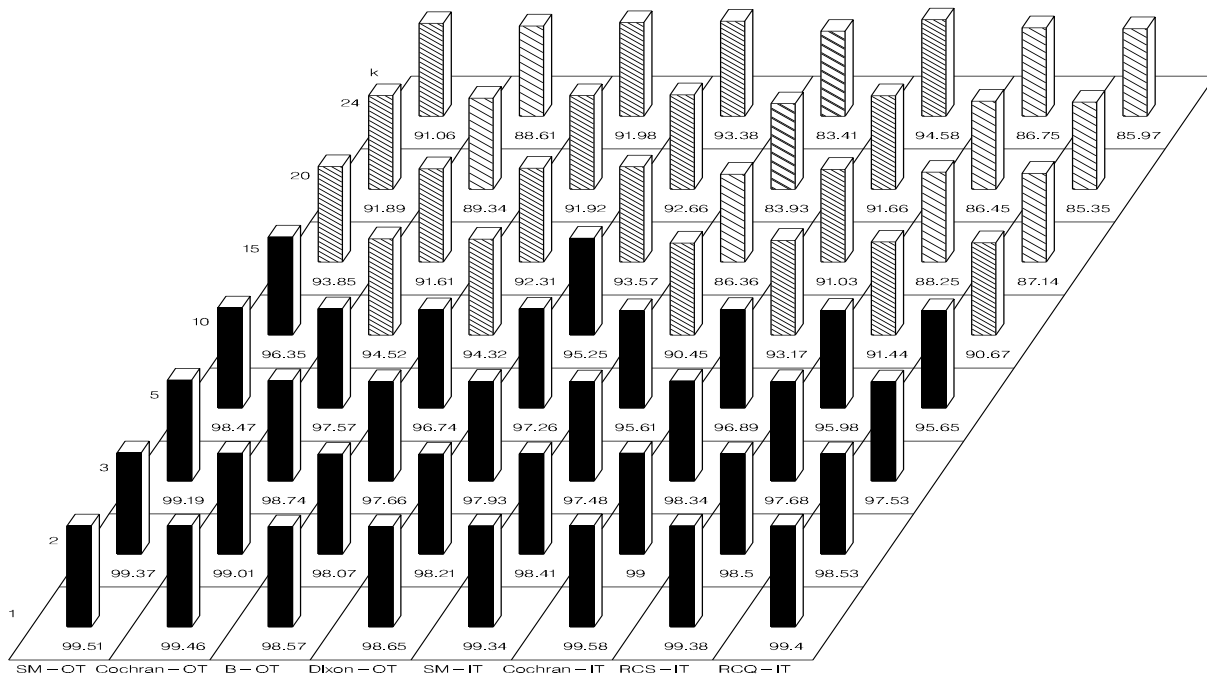 k
24
91.06 88.61 91.98 93.38 83.41 94.58 86.75 85.97
20
91.89 89.34 91.92 92.66 83.93 91.66 86.45 85.35
15
93.85 91.61 92.31 93.57 86.36 91.03 88.25 87.14
10
96.35 94.52 94.32 95.25 90.45 93.17 91.44 90.67
5
98.47 97.57 96.74 97.26 95.61 96.89 95.98 95.65
3
99.19 98.74 97.66 97.93 97.48 98.34 97.68 97.53
2
99.37 99.01 98.07 98.21 98.41 99 98.5 98.53
1
99.51 99.46 98.57 98.65 99.34 99.58 99.38 99.4
SM-OT Cochran-OT B-OT Dixon-OT SM-IT Cochran-IT RCS-IT RCQ-IT